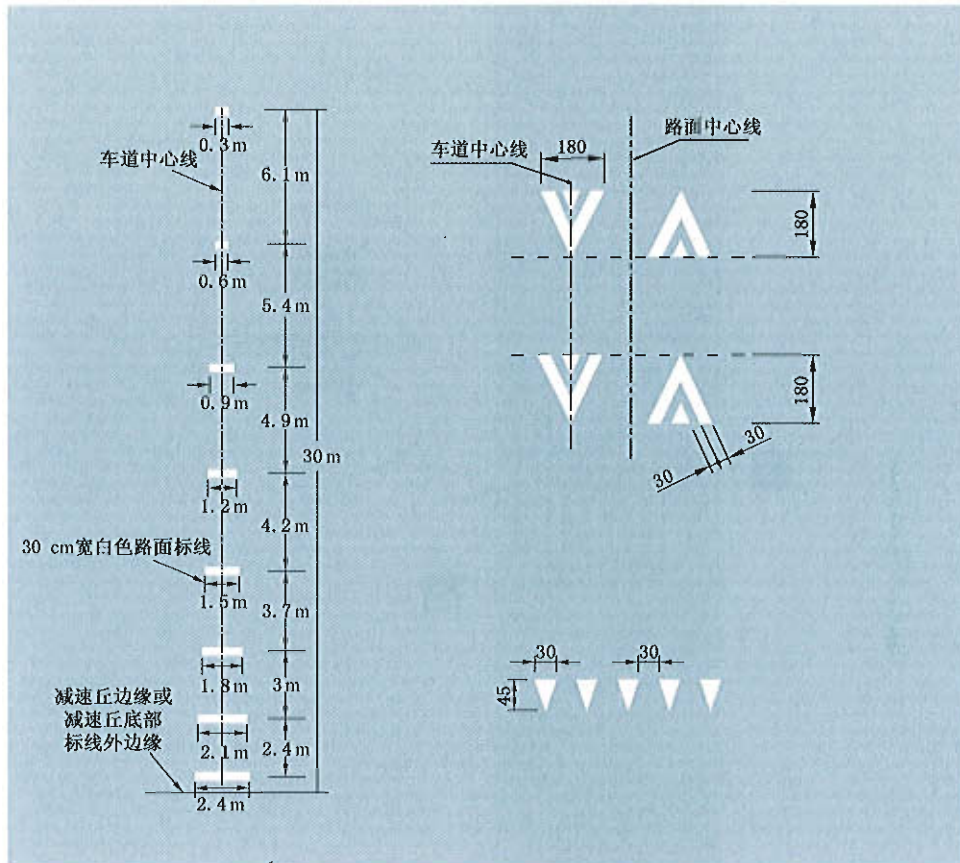 0.3m
车道中心线
6.1m
0.6m
5.4m
0.9m
4.9m
30m
1.2m
4.2m
30 cm宽白色路面标线
1.5m
3.7m
1.8m
3m
减速丘边缘或
减速丘底部
标线外边缘
2.1m
2.4m
2.4m
路面中心线
车道中心线
180
180
180
30
30
30
30
45